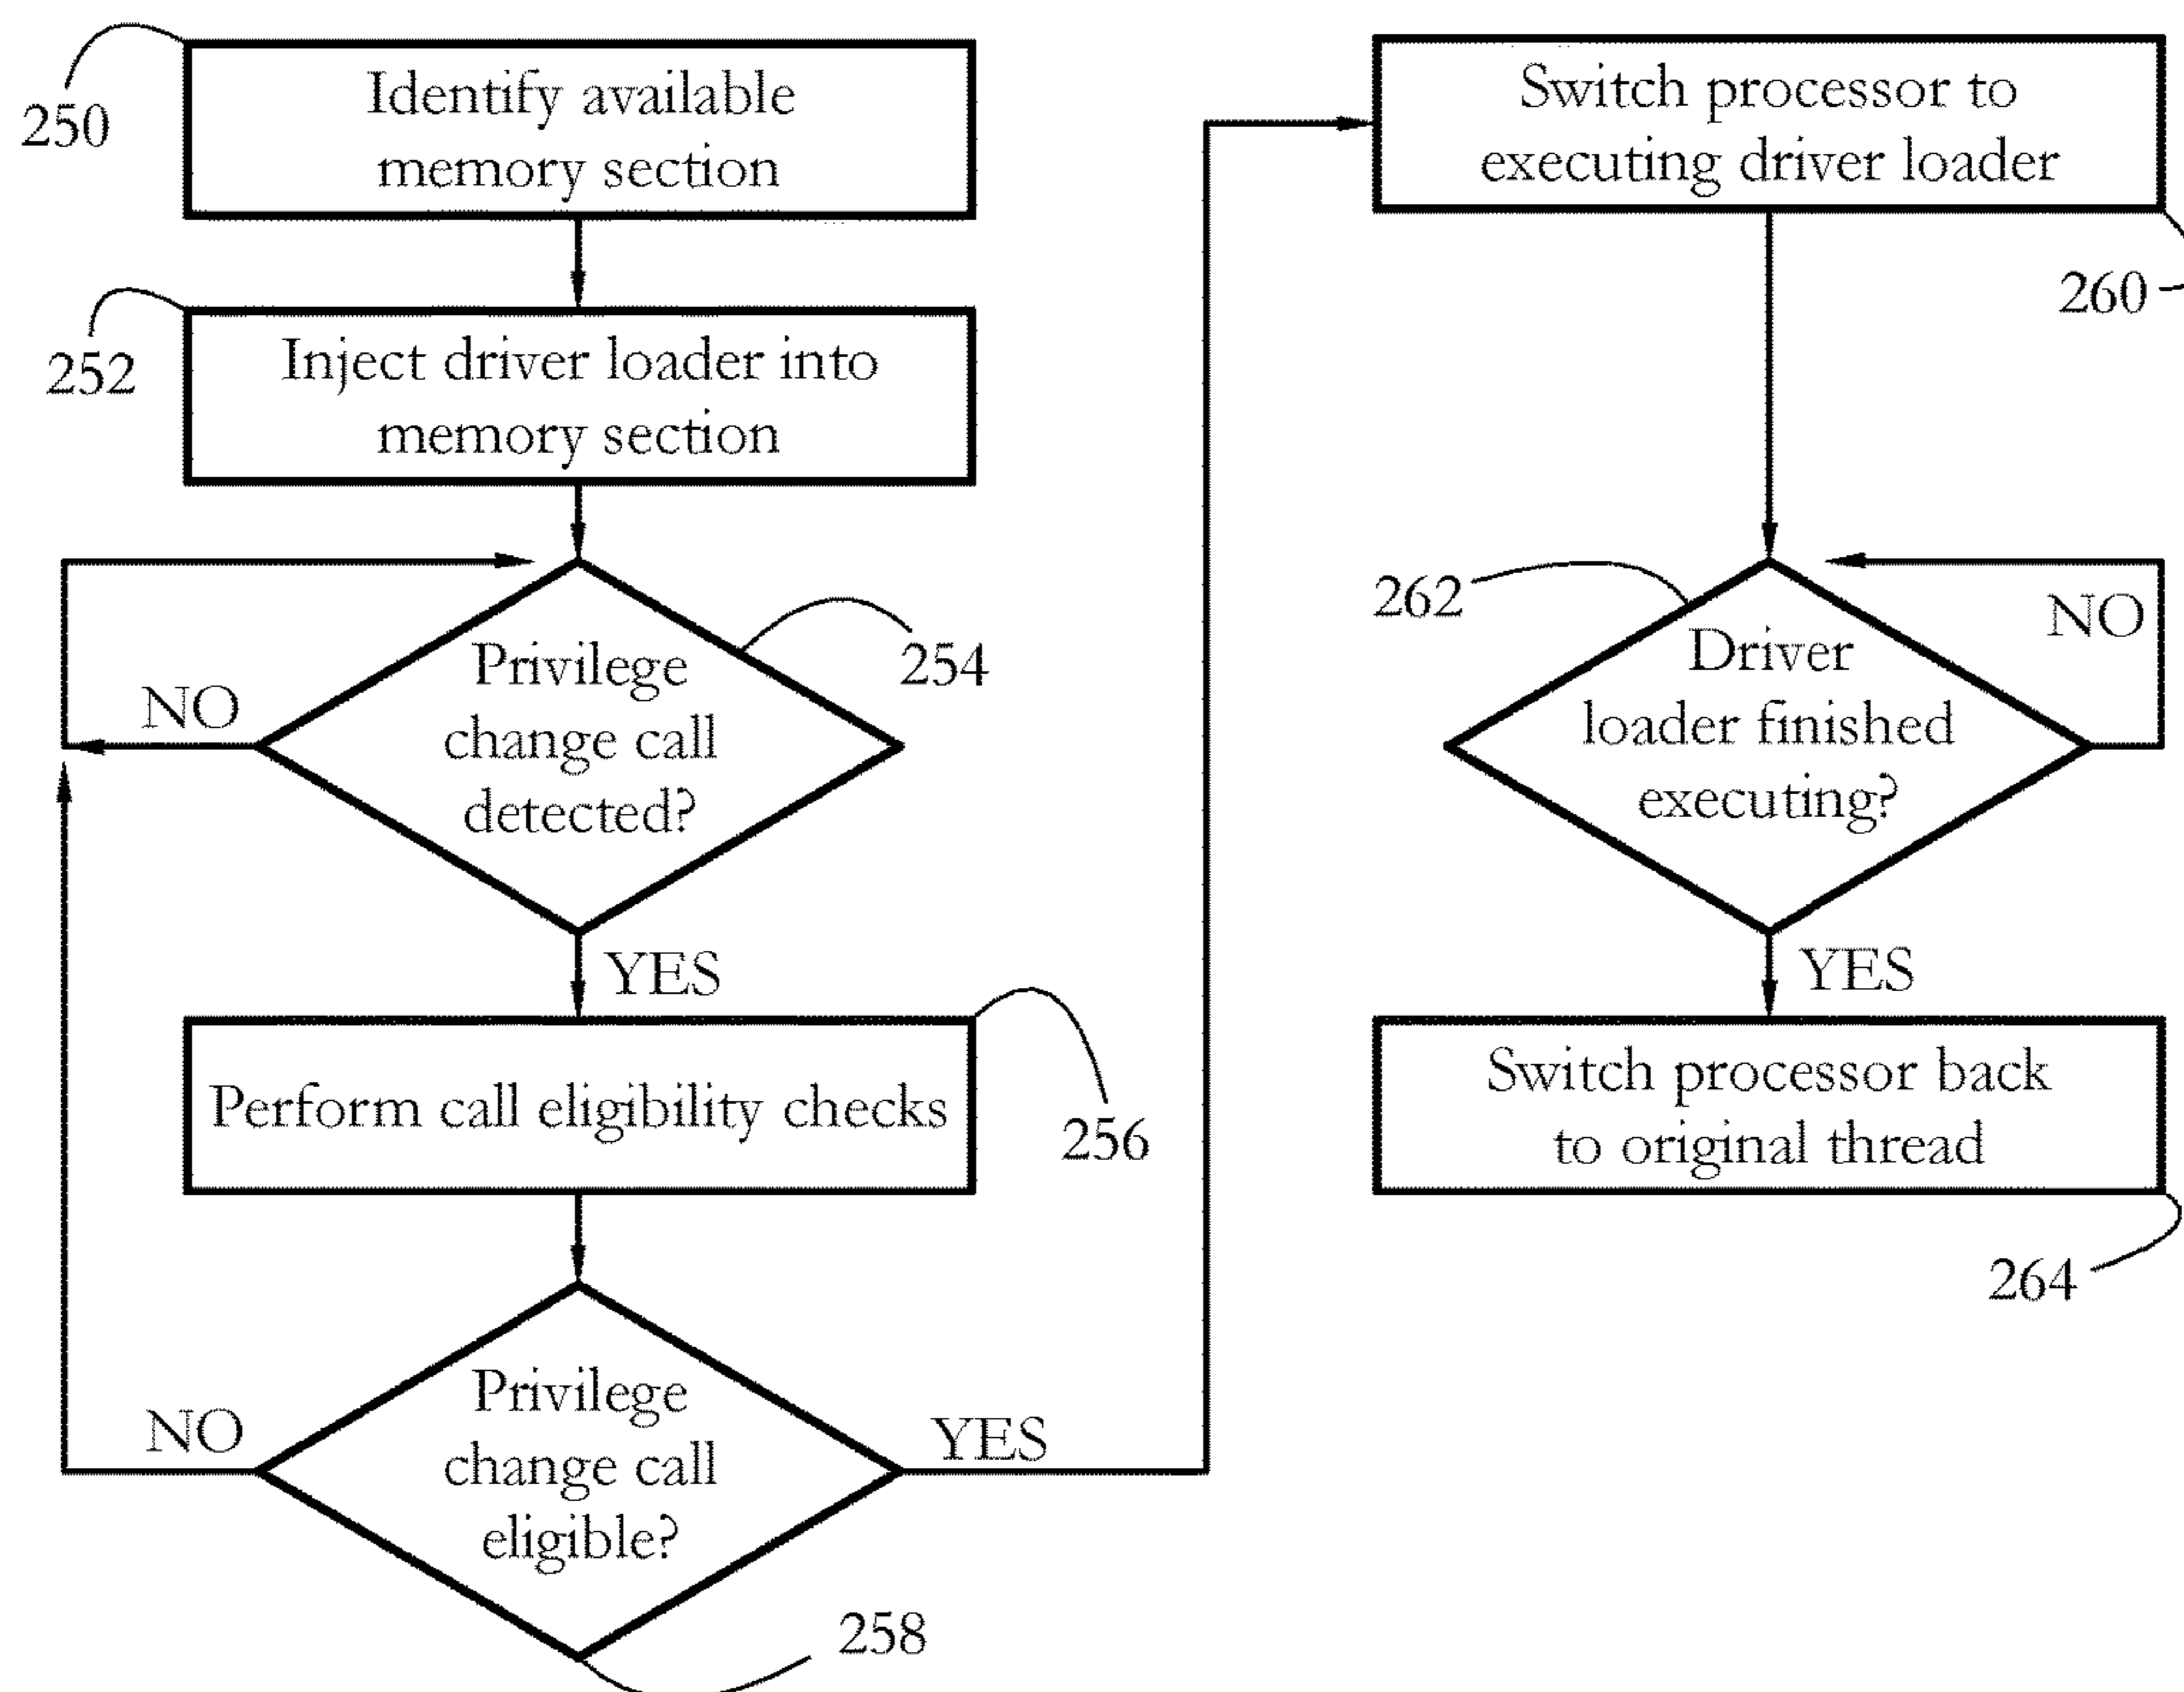 250
Identify available
memory section
252
Inject driver loader into
memory section
254
Privilege
change call
detected?
NO
YES
256
Perform call eligibility checks
258
Privilege
change call
eligible?
NO
YES
260
Switch processor to
executing driver loader
262
Driver
loader finished
executing?
NO
YES
264
Switch processor back
to original thread